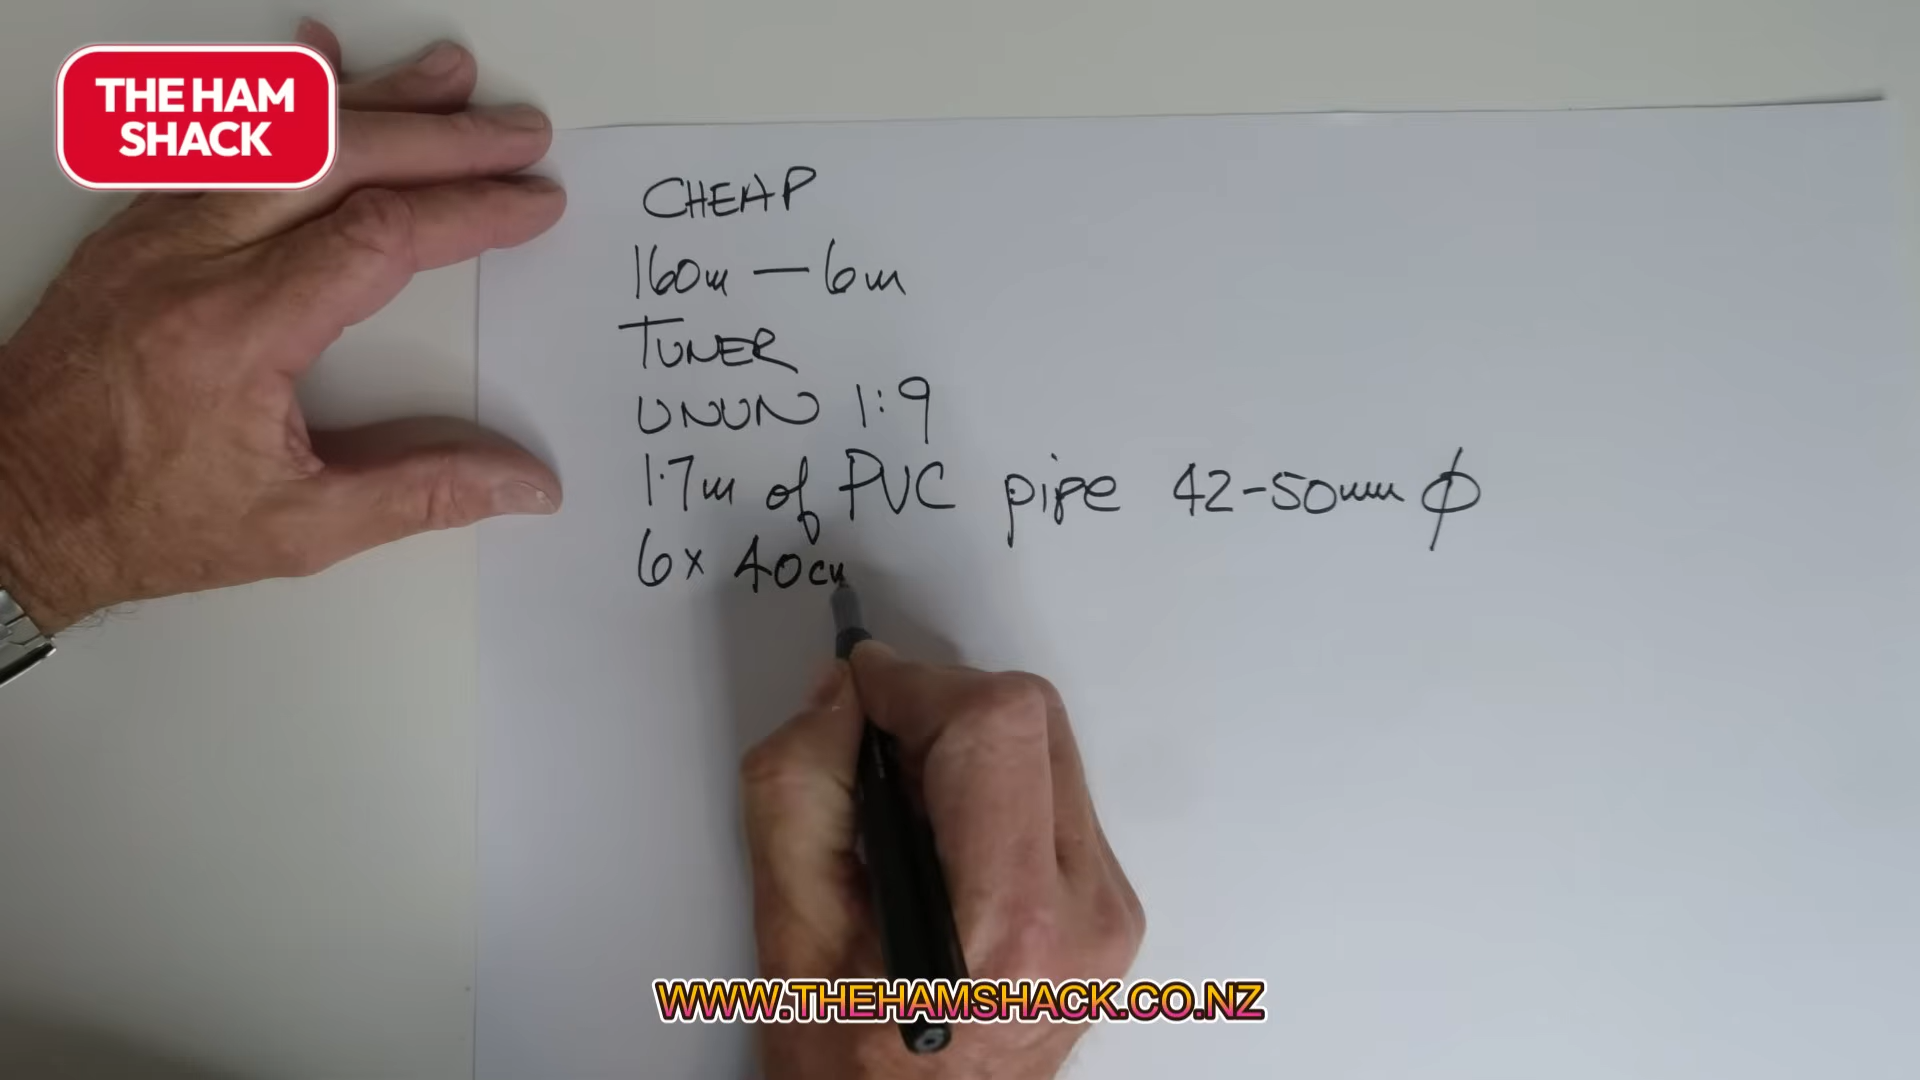 THE HAM
SHACK
CHEAP
160m — 6m
TUNER
UNUN 1:9
1.7m of PVC pipe 42-50mm ϕ
6x 40cm
WWW.THEHAMSHACK.CO.NZ